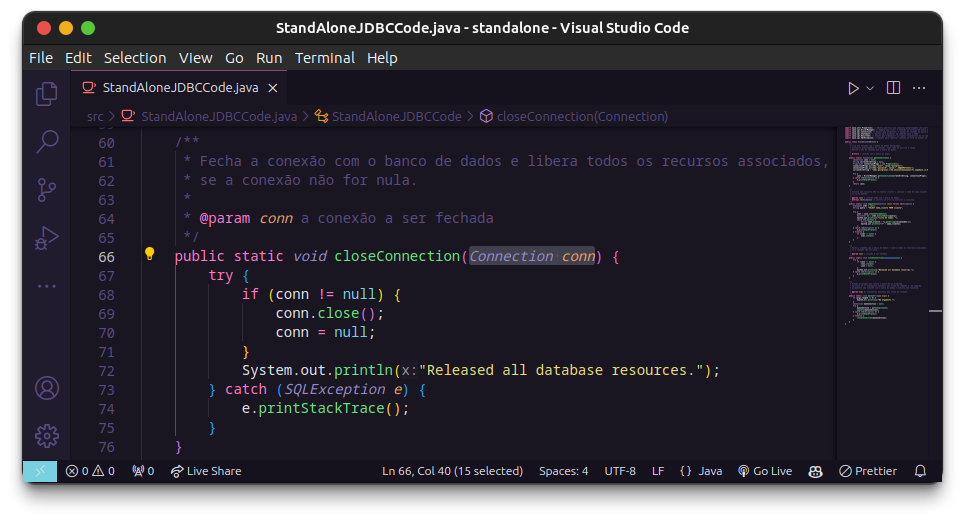 StandAloneJDBCCode.java - standalone - Visual Studio Code
File Edit Selection View Go Run Terminal Help
StandAloneJDBCCode.java
src > StandAloneJDBCCode.java > StandAloneJDBCCode > closeConnection(Connection)
60 /**
61 * Fecha a conexão com o banco de dados e libera todos os recursos associados,
62 * se a conexão não for nula.
63 *
64 * @param conn a conexão a ser fechada
65 */
66 public static void closeConnection(Connection conn) {
67 try {
68 if (conn != null) {
69 conn.close();
70 conn = null;
71 }
72 System.out.println(x:"Released all database resources.");
73 } catch (SQLException e) {
74 e.printStackTrace();
75 }
76 }
0 0 0 Live Share Ln 66, Col 40 (15 selected) Spaces: 4 UTF-8 LF {} Java Go Live Prettier